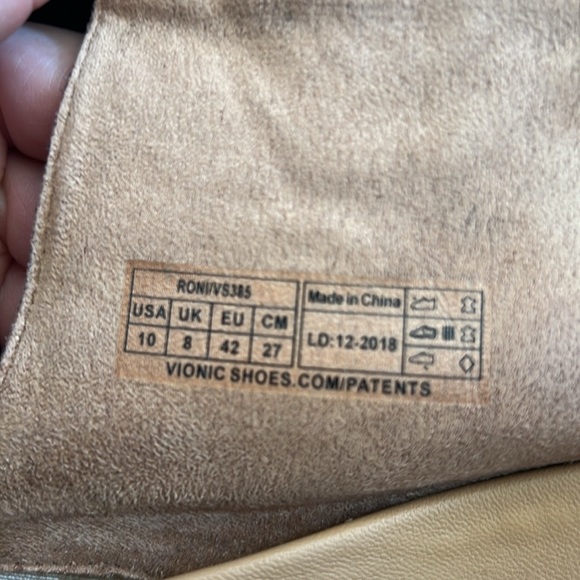 RONI/VS385
USA UK EU CM
10 8 42 27
Made in China
LD:12-2018
VIONIC SHOES.COM/PATENTS